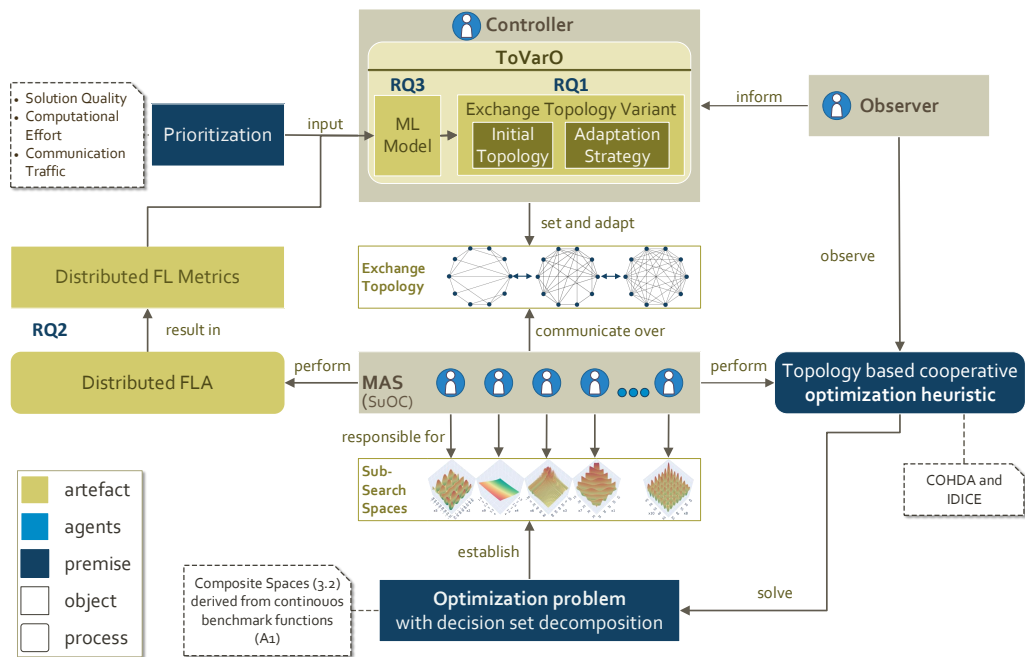 Controller
ToVarO
RQ3
RQ1
ML
Model
Exchange Topology Variant
Initial
Topology
Adaptation
Strategy
• Solution Quality
• Computational
Effort
• Communication
Traffic
Prioritization
input
inform
Observer
set and adapt
observe
Distributed FL Metrics
Exchange
Topology
RQ2
result in
communicate over
Distributed FLA
perform
MAS
(SuOC)
perform
Topology based cooperative
optimization heuristic
responsible for
Sub-
Search
Spaces
COHDA and
IDICE
artefact
agents
premise
object
process
establish
Composite Spaces (3.2)
derived from continouos
benchmark functions
(A1)
Optimization problem
with decision set decomposition
solve